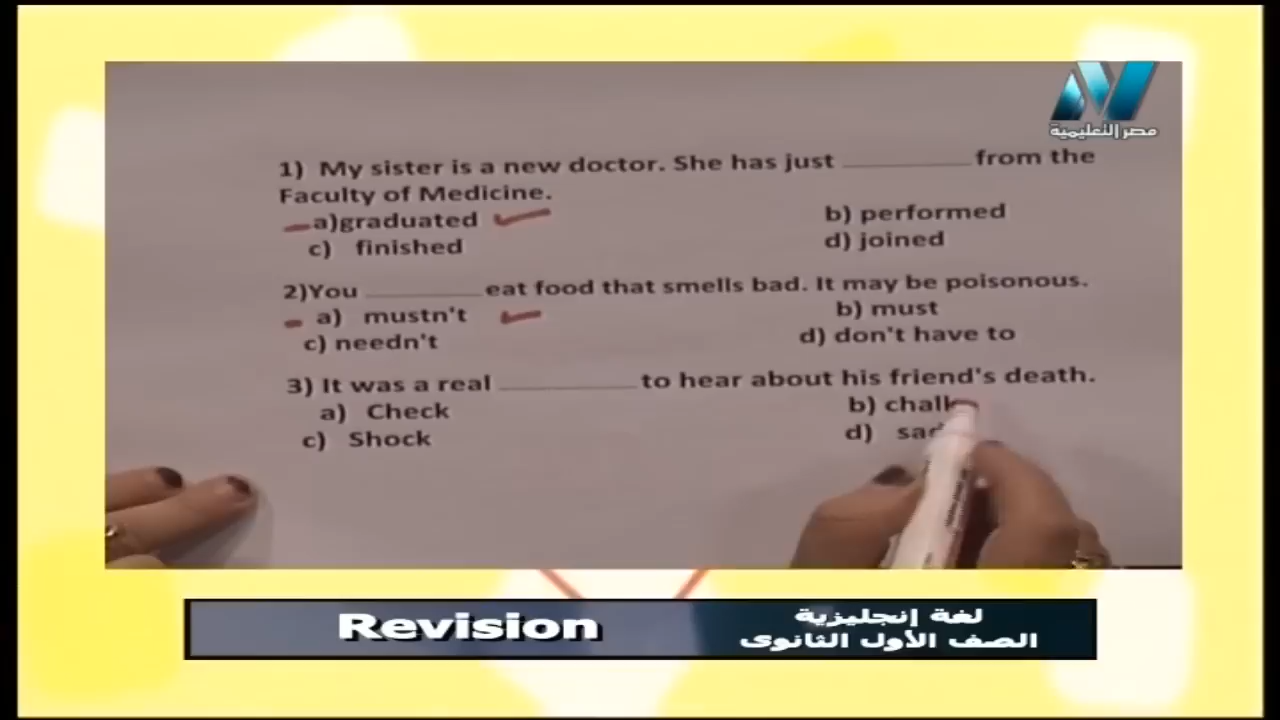 مصر التعليمية
1) My sister is a new doctor. She has just __________ from the
Faculty of Medicine.
a)graduated b) performed
c) finished d) joined
2)You __________ eat food that smells bad. It may be poisonous.
a) mustn't b) must
c) needn't d) don't have to
3) It was a real __________ to hear about his friend's death.
a) Check b) chalk
c) Shock d)
Revision
لغة إنجليزية
الصف الأول الثانوى